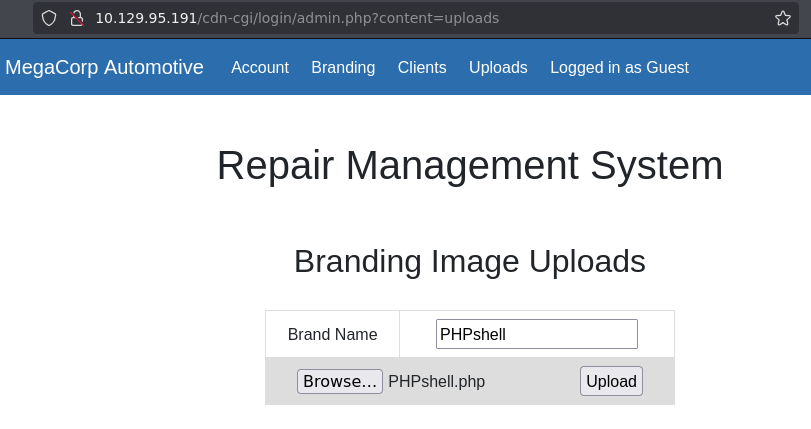 10.129.95.191/cdn-cgi/login/admin.php?content=uploads
MegaCorp Automotive Account Branding Clients Uploads Logged in as Guest
Repair Management System
Branding Image Uploads
Brand Name PHPshell
Browse... PHPshell.php Upload